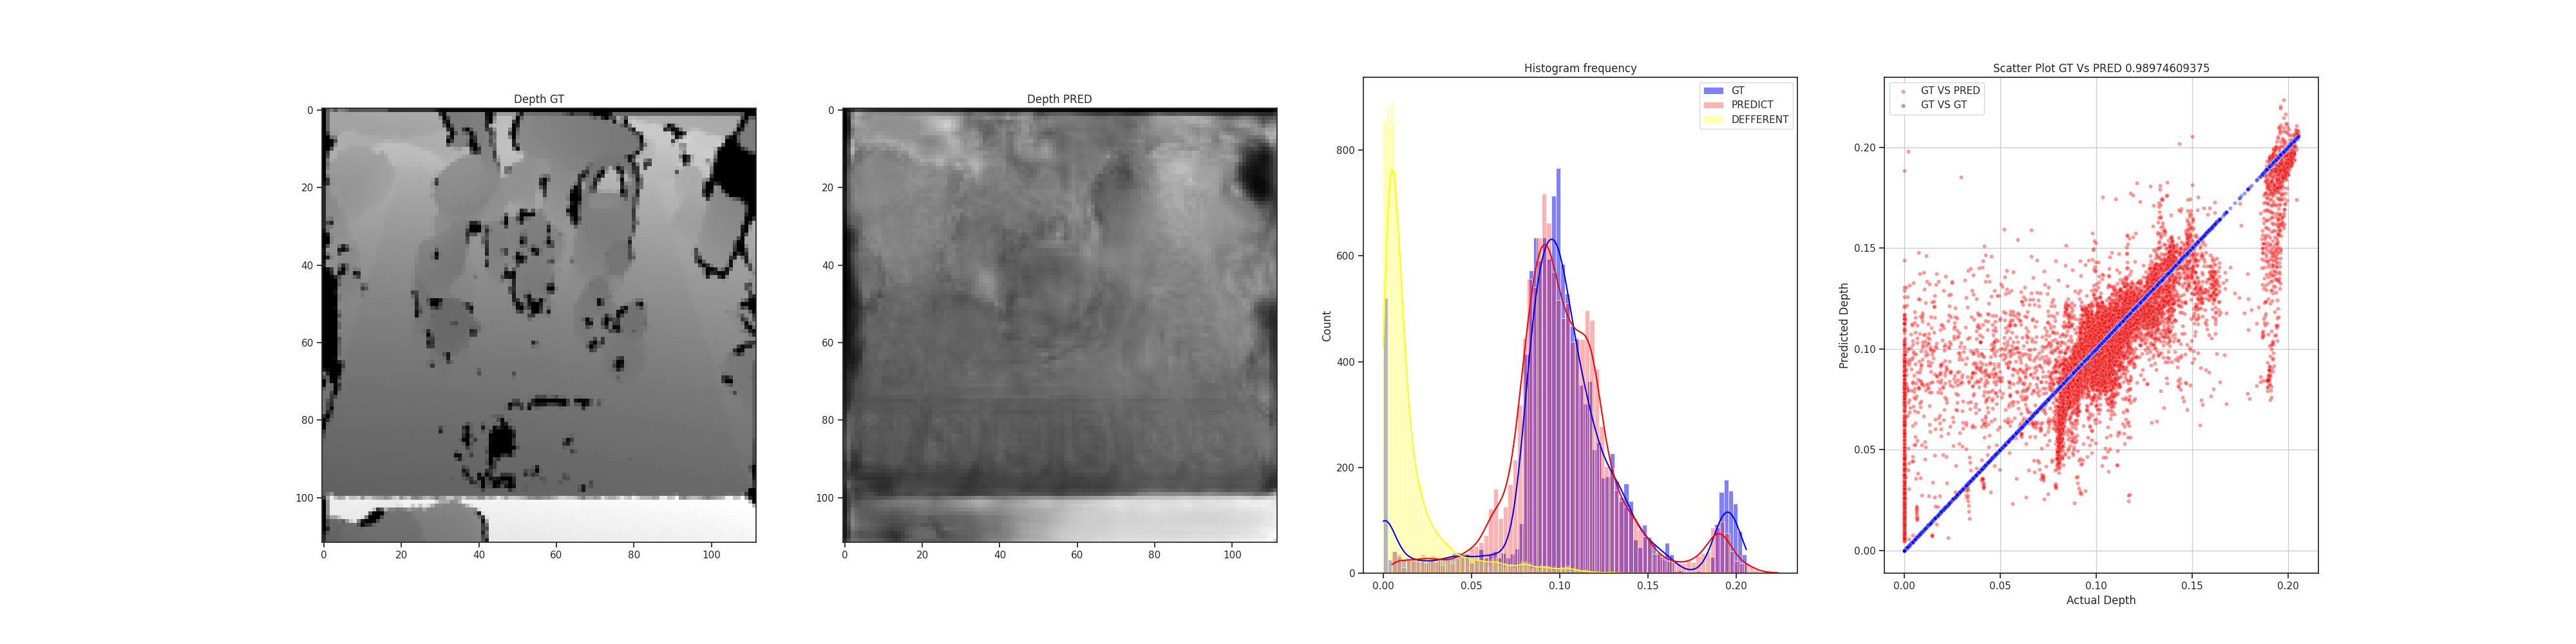 Depth GT
0
20
40
60
80
100
0 20 40 60 80 100
Depth PRED
0
20
40
60
80
100
0 20 40 60 80 100
Histogram frequency
GT
PREDICT
DEFFERENT
Count
800
600
400
200
0
0.00 0.05 0.10 0.15 0.20
Scatter Plot GT Vs PRED 0.98974609375
GT VS PRED
GT VS GT
Predicted Depth
0.20
0.15
0.10
0.05
0.00
0.00 0.05 0.10 0.15 0.20
Actual Depth